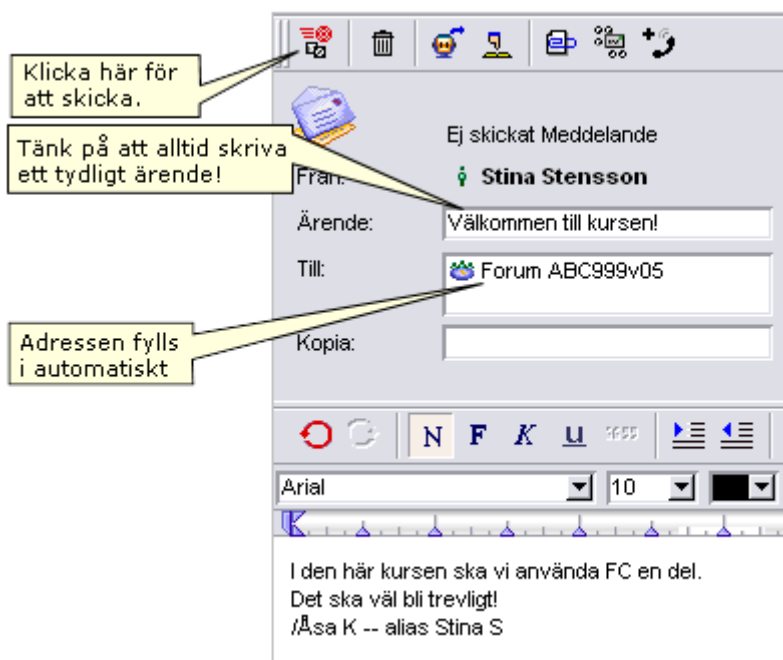 Klicka här för
att skicka.
Ej skickat Meddelande
Tänk på att alltid skriva
ett tydligt ärende!
Från: Stina Stensson
Ärende: Välkommen till kursen!
Till: Forum ABC999v05
Adressen fylls
i automatiskt
Kopia:
N F K U
Arial 10
I den här kursen ska vi använda FC en del.
Det ska väl bli trevligt!
/Åsa K -- alias Stina S